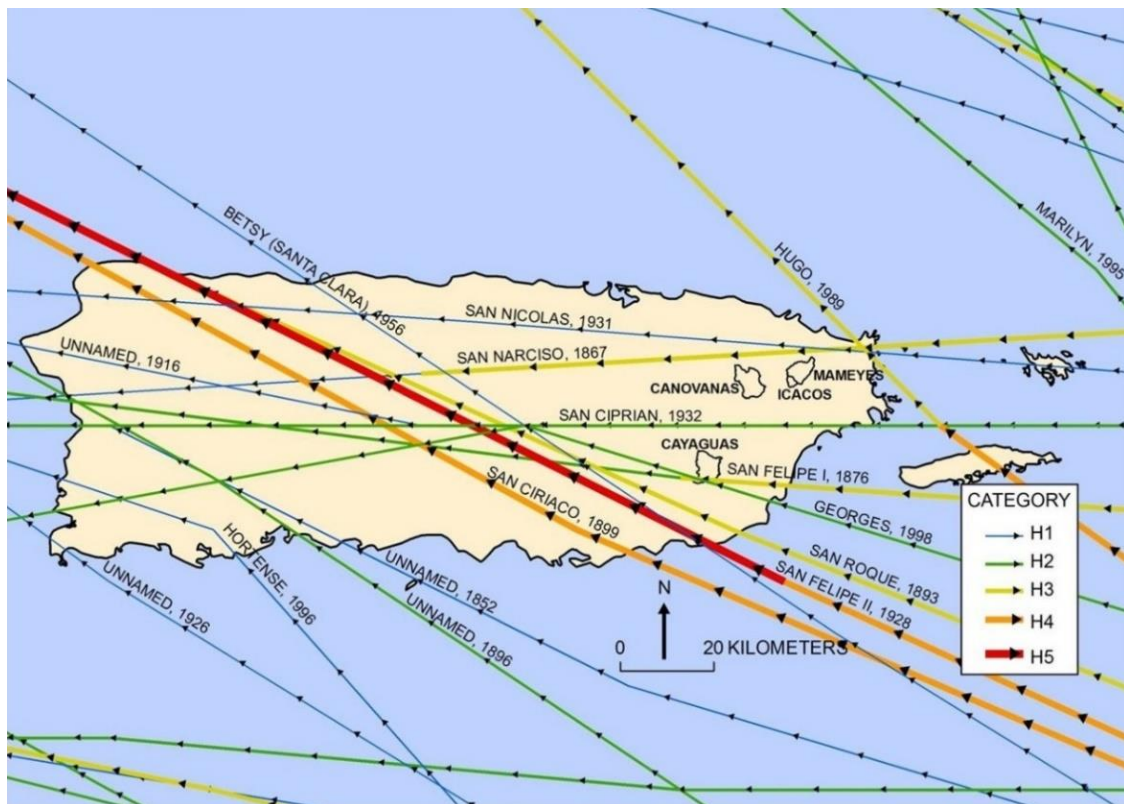 MARILYN, 1995
HUGO, 1989
BETSY (SANTA CLARA), 1956
SAN NICOLAS, 1931
UNNAMED, 1916
SAN NARCISO, 1867
MAMEYES
CANOVANAS
ICACOS
SAN CIPRIAN, 1932
CAYAGUAS
SAN FELIPE I, 1876
SAN CIRIACO, 1899
GEORGES, 1998
HORTENSE, 1996
SAN ROQUE, 1893
UNNAMED, 1926
UNNAMED, 1852
SAN FELIPE II, 1928
UNNAMED, 1896
N
0 20 KILOMETERS
CATEGORY
H1
H2
H3
H4
H5